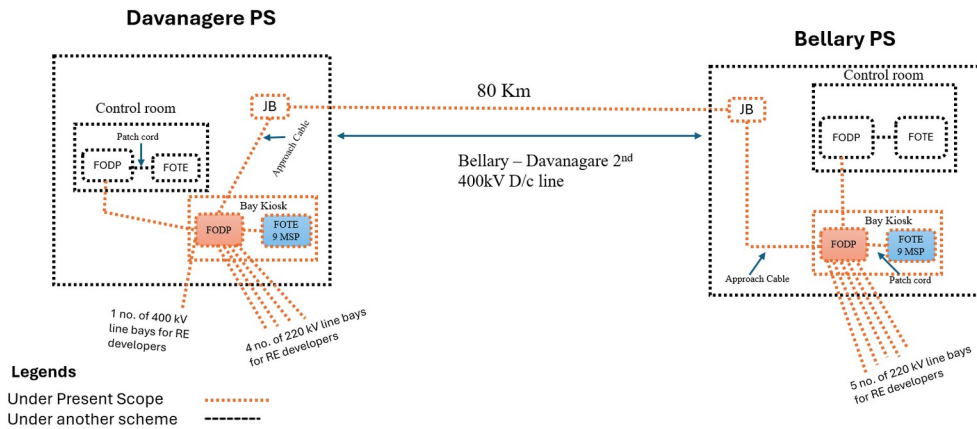 Davanagere PS
Bellary PS
Control room
Patch cord
FODP
FOTE
JB
Approach Cable
Bay Kiosk
FODP
FOTE
9 MSP
1 no. of 400 kV
line bays for RE
developers
4 no. of 220 kV line bays
for RE developers
80 Km
Bellary – Davanagare 2nd
400kV D/c line
Control room
JB
FODP
FOTE
Bay Kiosk
FODP
FOTE
9 MSP
Approach Cable
Patch cord
5 no. of 220 kV line bays
for RE developers
Legends
Under Present Scope
Under another scheme